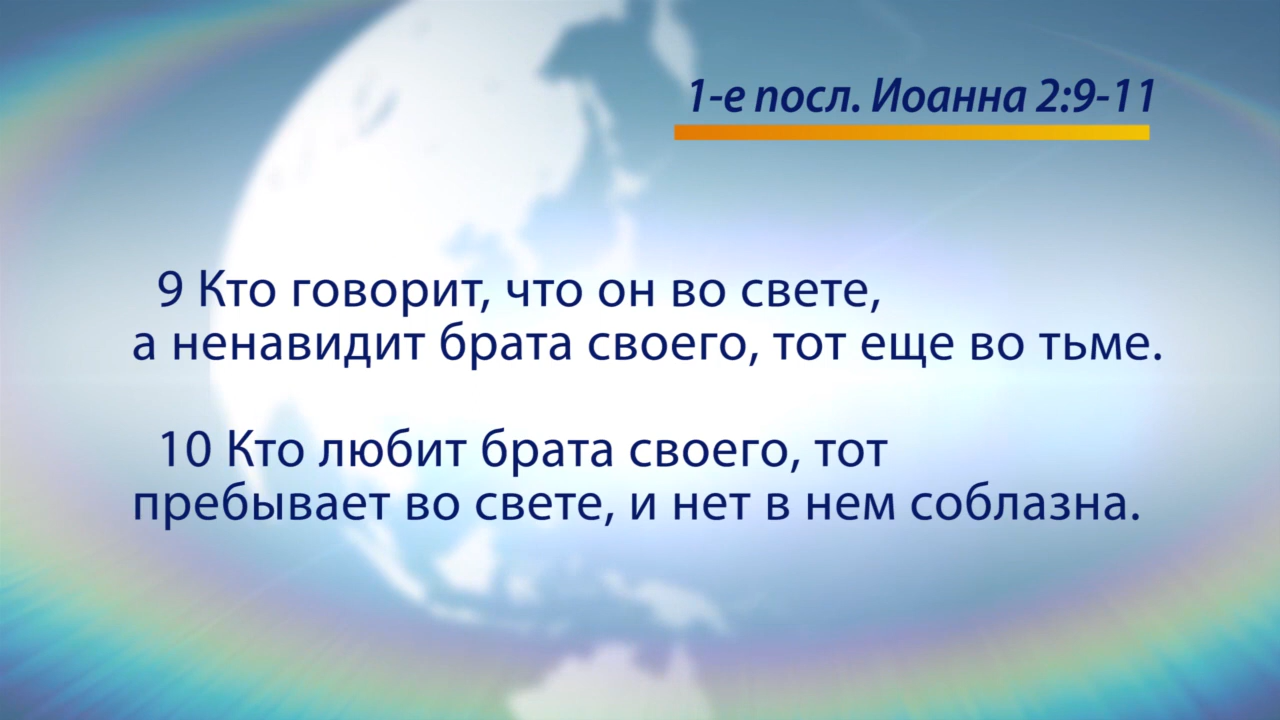 1-е посл. Иоанна 2:9-11
9 Кто говорит, что он во свете,
а ненавидит брата своего, тот еще во тьме.
10 Кто любит брата своего, тот
пребывает во свете, и нет в нем соблазна.